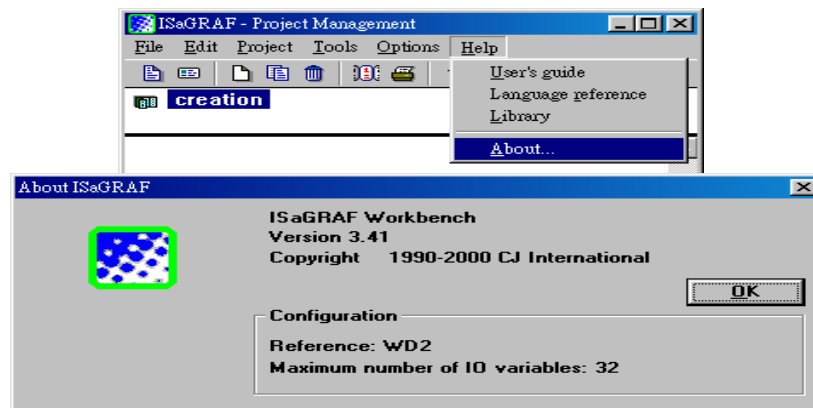 ISaGRAF - Project Management
File Edit Project Tools Options Help
User's guide
creation
Language reference
Library
About...
About ISaGRAF
ISaGRAF Workbench
Version 3.41
Copyright 1990-2000 CJ International
OK
Configuration
Reference: WD2
Maximum number of IO variables: 32